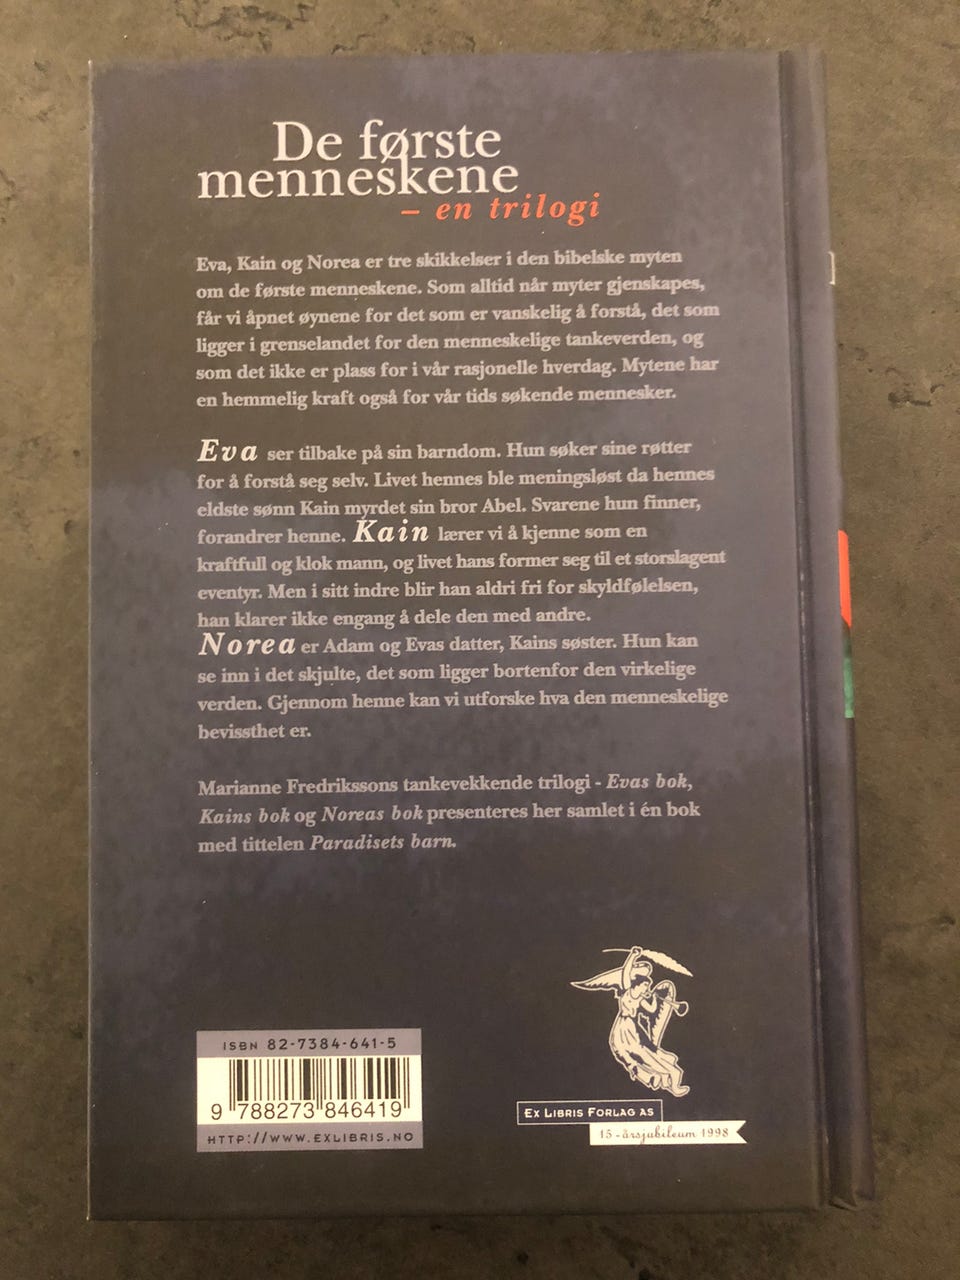 De første
menneskene
– en trilogi
Eva, Kain og Norea er tre skikkelser i den bibelske myten
om de første menneskene. Som alltid når myter gjenskapes,
får vi åpnet øynene for det som er vanskelig å forstå, det som
ligger i grenselandet for den menneskelige tankeverden, og
som det ikke er plass for i vår rasjonelle hverdag. Mytene har
en hemmelig kraft også for vår tids søkende mennesker.
Eva ser tilbake på sin barndom. Hun søker sine røtter
for å forstå seg selv. Livet hennes ble meningsløst da hennes
eldste sønn Kain myrdet sin bror Abel. Svarene hun finner,
forandrer henne. Kain lærer vi å kjenne som en
kraftfull og klok mann, og livet hans former seg til et storslagent
eventyr. Men i sitt indre blir han aldri fri for skyldfølelsen,
han klarer ikke engang å dele den med andre.
Norea er Adam og Evas datter, Kains søster. Hun kan
se inn i det skjulte, det som ligger bortenfor den virkelige
verden. Gjennom henne kan vi utforske hva den menneskelige
bevissthet er.
Marianne Fredrikssons tankevekkende trilogi - Evas bok,
Kains bok og Noreas bok presenteres her samlet i én bok
med tittelen Paradisets barn.
ISBN 82-7384-641-5
9 788273 846419
HTTP://WWW.EXLIBRIS.NO
EX LIBRIS FORLAG AS
15-årsjubileum 1998